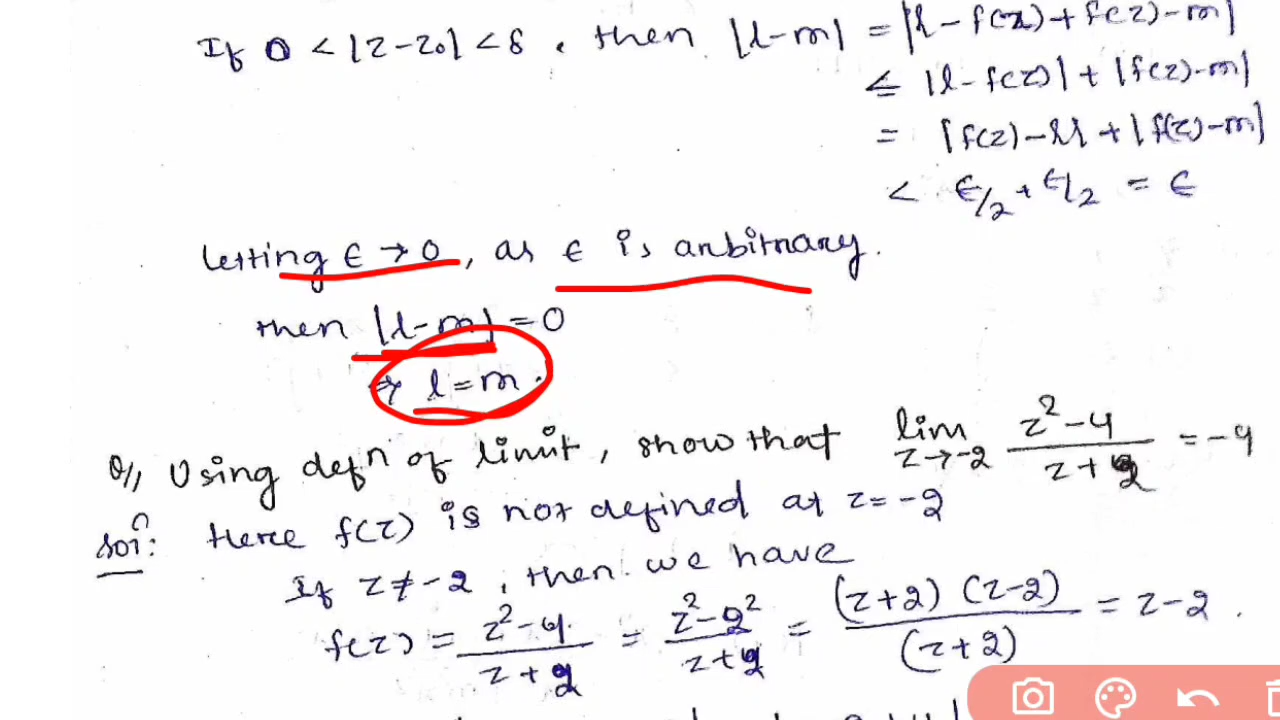 If 0 < |z-z0| < δ, then |l-m| = |l-f(z)+f(z)-m|
≤ |l-f(z)| + |f(z)-m|
= |f(z)-l| + |f(z)-m|
< ϵ/2 + ϵ/2 = ϵ
letting ϵ → 0, as ϵ is arbitrary.
then |l-m| = 0
⇒ l = m.
Q// Using defn of limit, show that lim z→-2 z²-4 / z+2 = -4
Soln: Here f(z) is not defined at z = -2
If z ≠ -2, then we have
f(z) = z²-4 / z+2 = z²-2² / z+2 = (z+2) (z-2) / (z+2) = z-2.